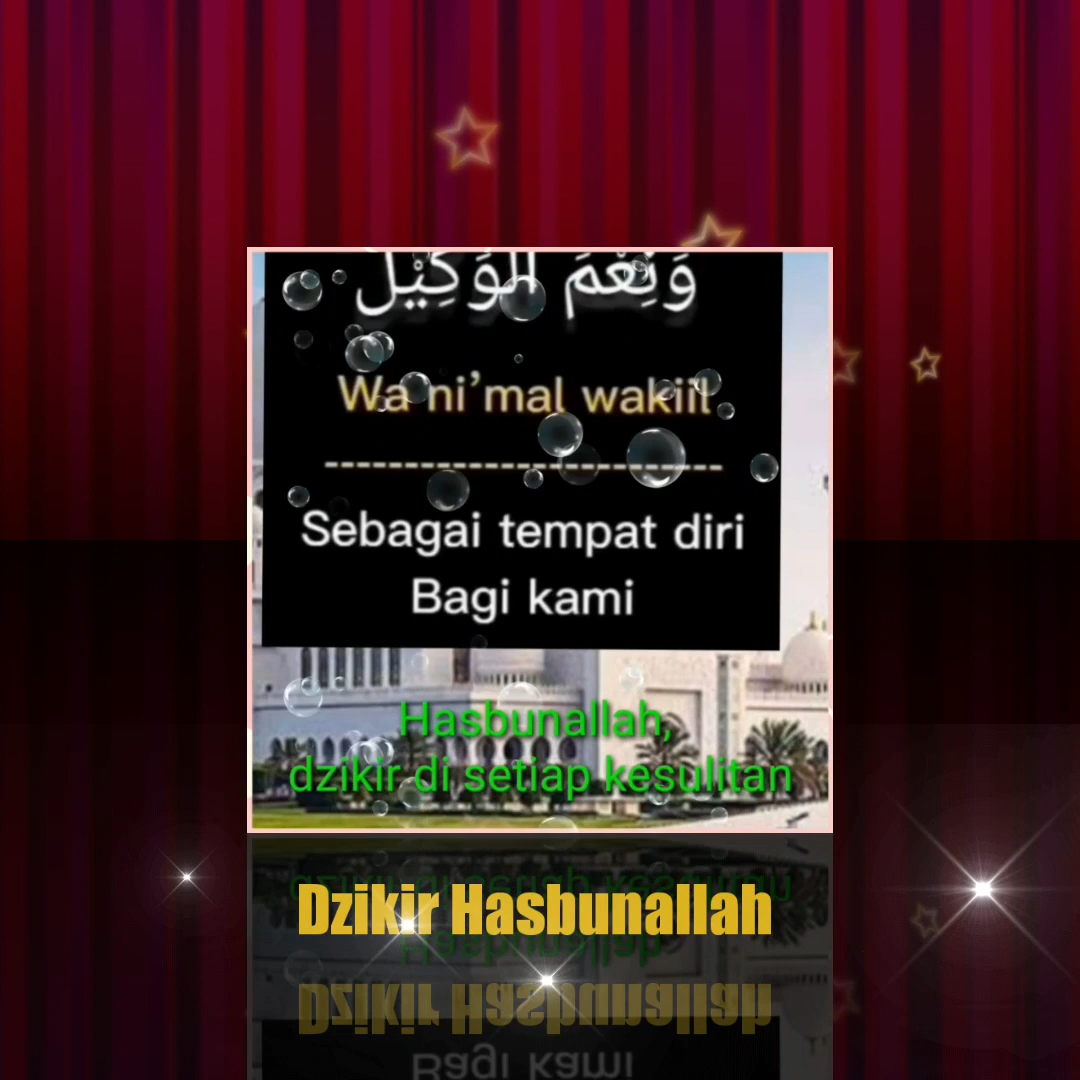 وَنِعْمَ الْوَكِيْلُ
Wa ni'mal wakiil
-------------------------
Sebagai tempat diri
Bagi kami
Hasbunallah,
dzikir di setiap kesulitan
Dzikir Hasbunallah